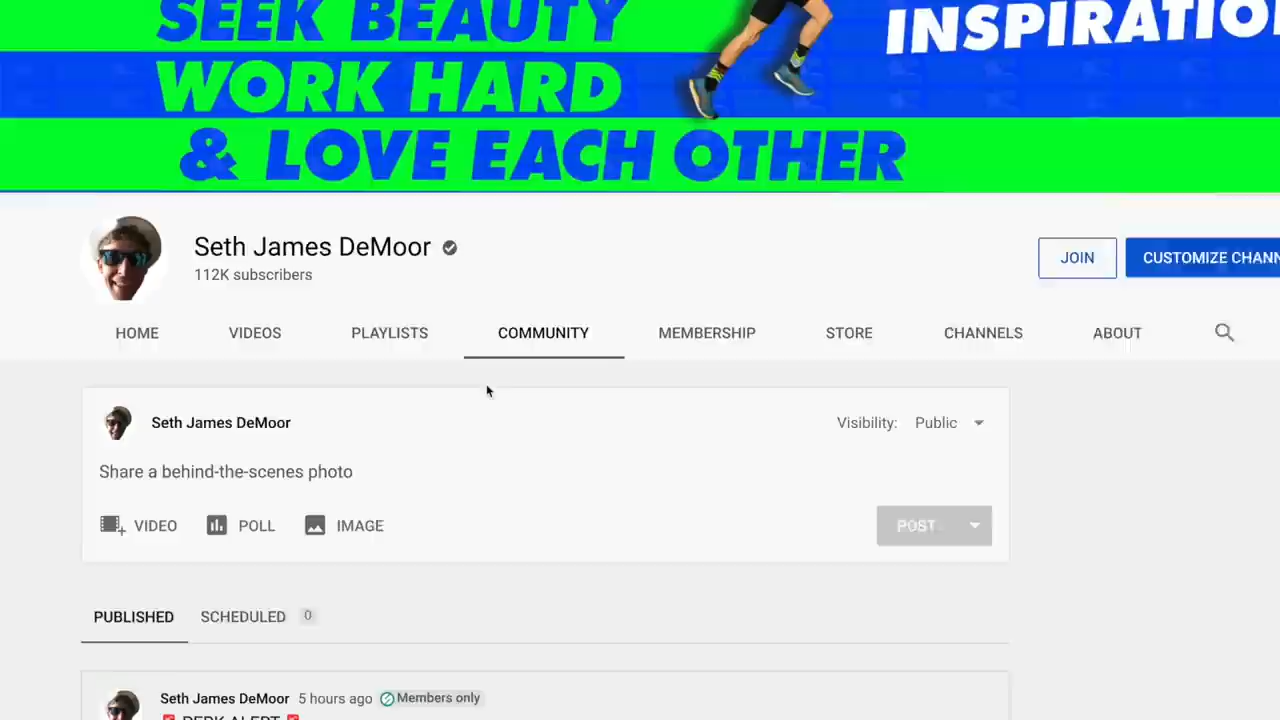 SEEK BEAUTY
INSPIRATIO
WORK HARD
& LOVE EACH OTHER
Seth James DeMoor
112K subscribers
JOIN
CUSTOMIZE CHANN
HOME VIDEOS PLAYLISTS COMMUNITY MEMBERSHIP STORE CHANNELS ABOUT
Seth James DeMoor
Visibility: Public
Share a behind-the-scenes photo
VIDEO POLL IMAGE
POST
PUBLISHED SCHEDULED 0
Seth James DeMoor 5 hours ago Members only
PERK ALERT